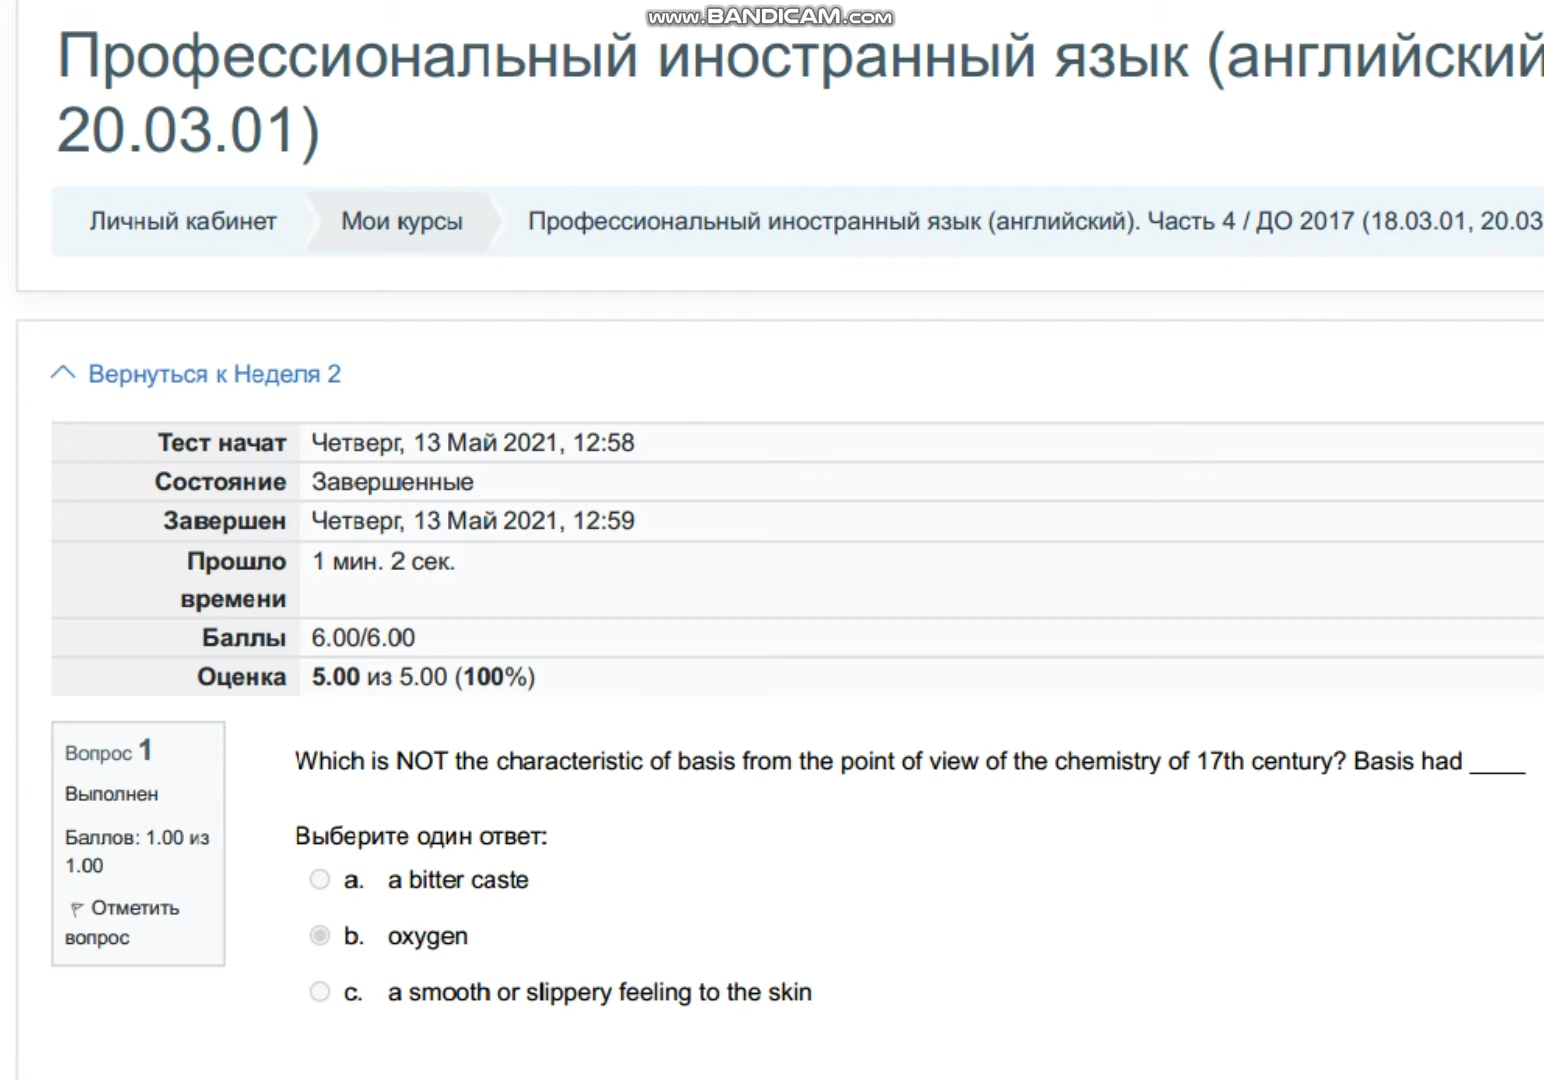 www.BANDICAM.com
Профессиональный иностранный язык (английский
20.03.01)
Личный кабинет Мои курсы Профессиональный иностранный язык (английский). Часть 4 / ДО 2017 (18.03.01, 20.03
Вернуться к Неделя 2
Тест начат Четверг, 13 Май 2021, 12:58
Состояние Завершенные
Завершен Четверг, 13 Май 2021, 12:59
Прошло 1 мин. 2 сек.
времени
Баллы 6.00/6.00
Оценка 5.00 из 5.00 (100%)
Вопрос 1
Выполнен
Баллов: 1.00 из
1.00
Отметить
вопрос
Which is NOT the characteristic of basis from the point of view of the chemistry of 17th century? Basis had ____
Выберите один ответ:
a. a bitter caste
b. oxygen
c. a smooth or slippery feeling to the skin